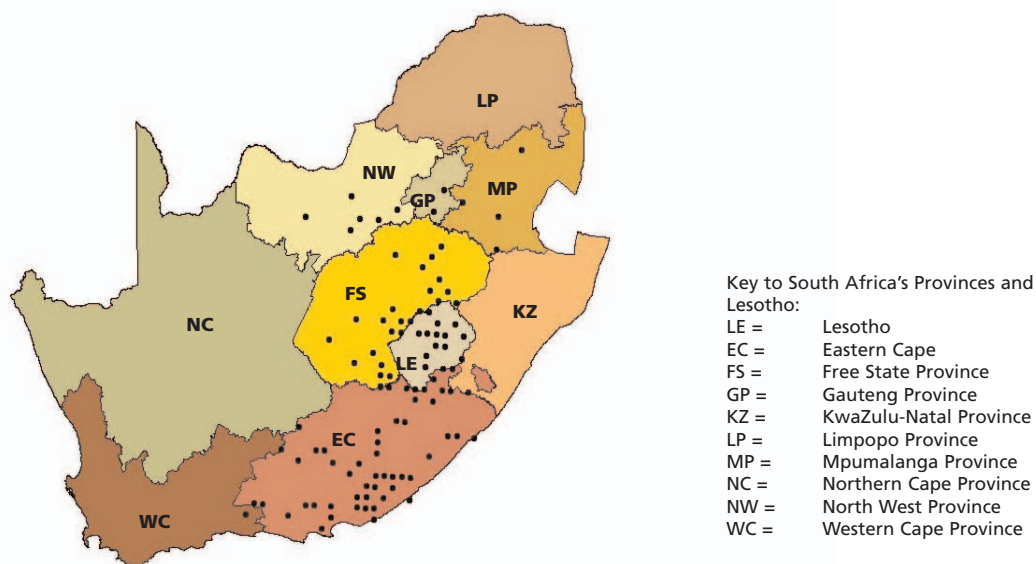 LP
NW
MP
GP
FS
KZ
NC
LE
EC
WC
Key to South Africa's Provinces and
Lesotho:
LE = Lesotho
EC = Eastern Cape
FS = Free State Province
GP = Gauteng Province
KZ = KwaZulu-Natal Province
LP = Limpopo Province
MP = Mpumalanga Province
NC = Northern Cape Province
NW = North West Province
WC = Western Cape Province